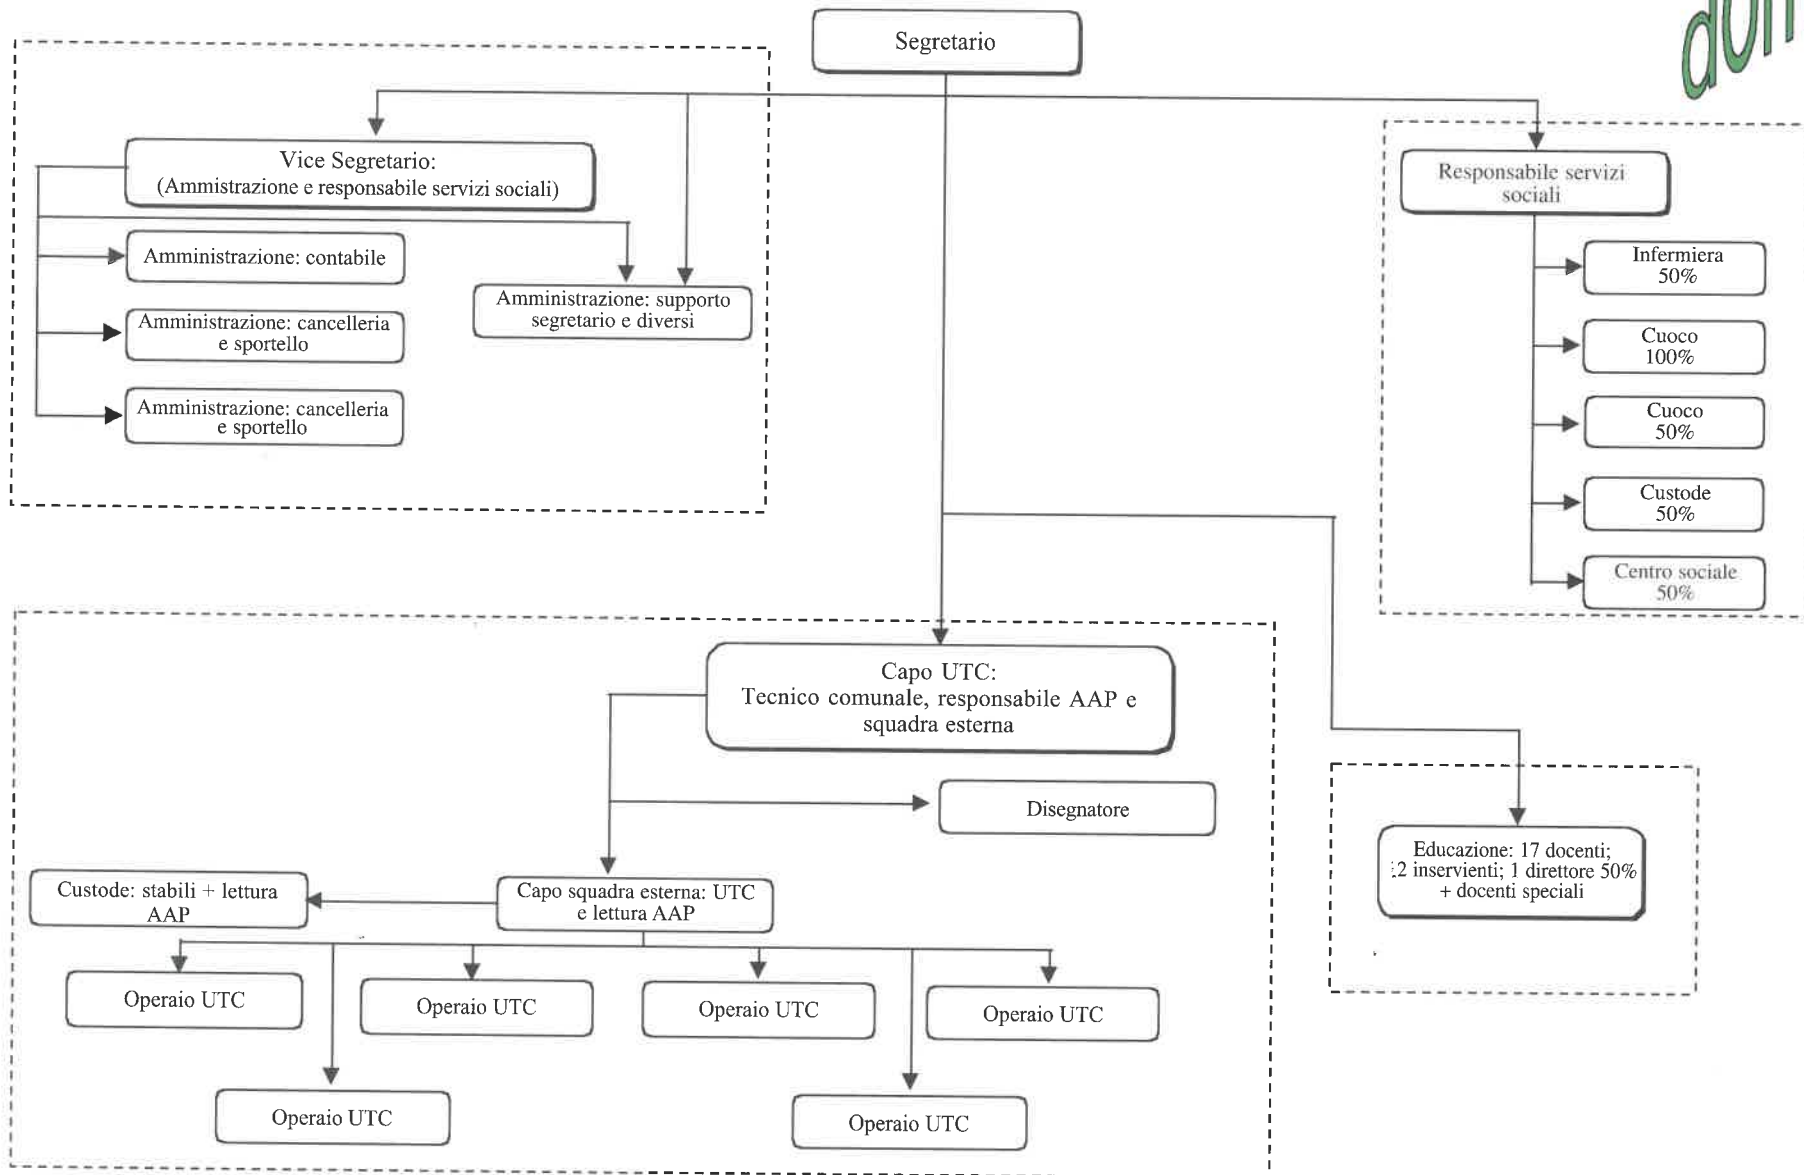 Segretario
Vice Segretario:
(Ammistrazione e responsabile servizi sociali)
Amministrazione: contabile
Amministrazione: cancelleria
e sportello
Amministrazione: cancelleria
e sportello
Amministrazione: supporto
segretario e diversi
Responsabile servizi
sociali
Infermiera
50%
Cuoco
100%
Cuoco
50%
Custode
50%
Centro sociale
50%
Capo UTC:
Tecnico comunale, responsabile AAP e
squadra esterna
Disegnatore
Capo squadra esterna: UTC
e lettura AAP
Custode: stabili + lettura
AAP
Operaio UTC
Operaio UTC
Operaio UTC
Operaio UTC
Operaio UTC
Operaio UTC
Educazione: 17 docenti;
2 inservienti; 1 direttore 50%
+ docenti speciali